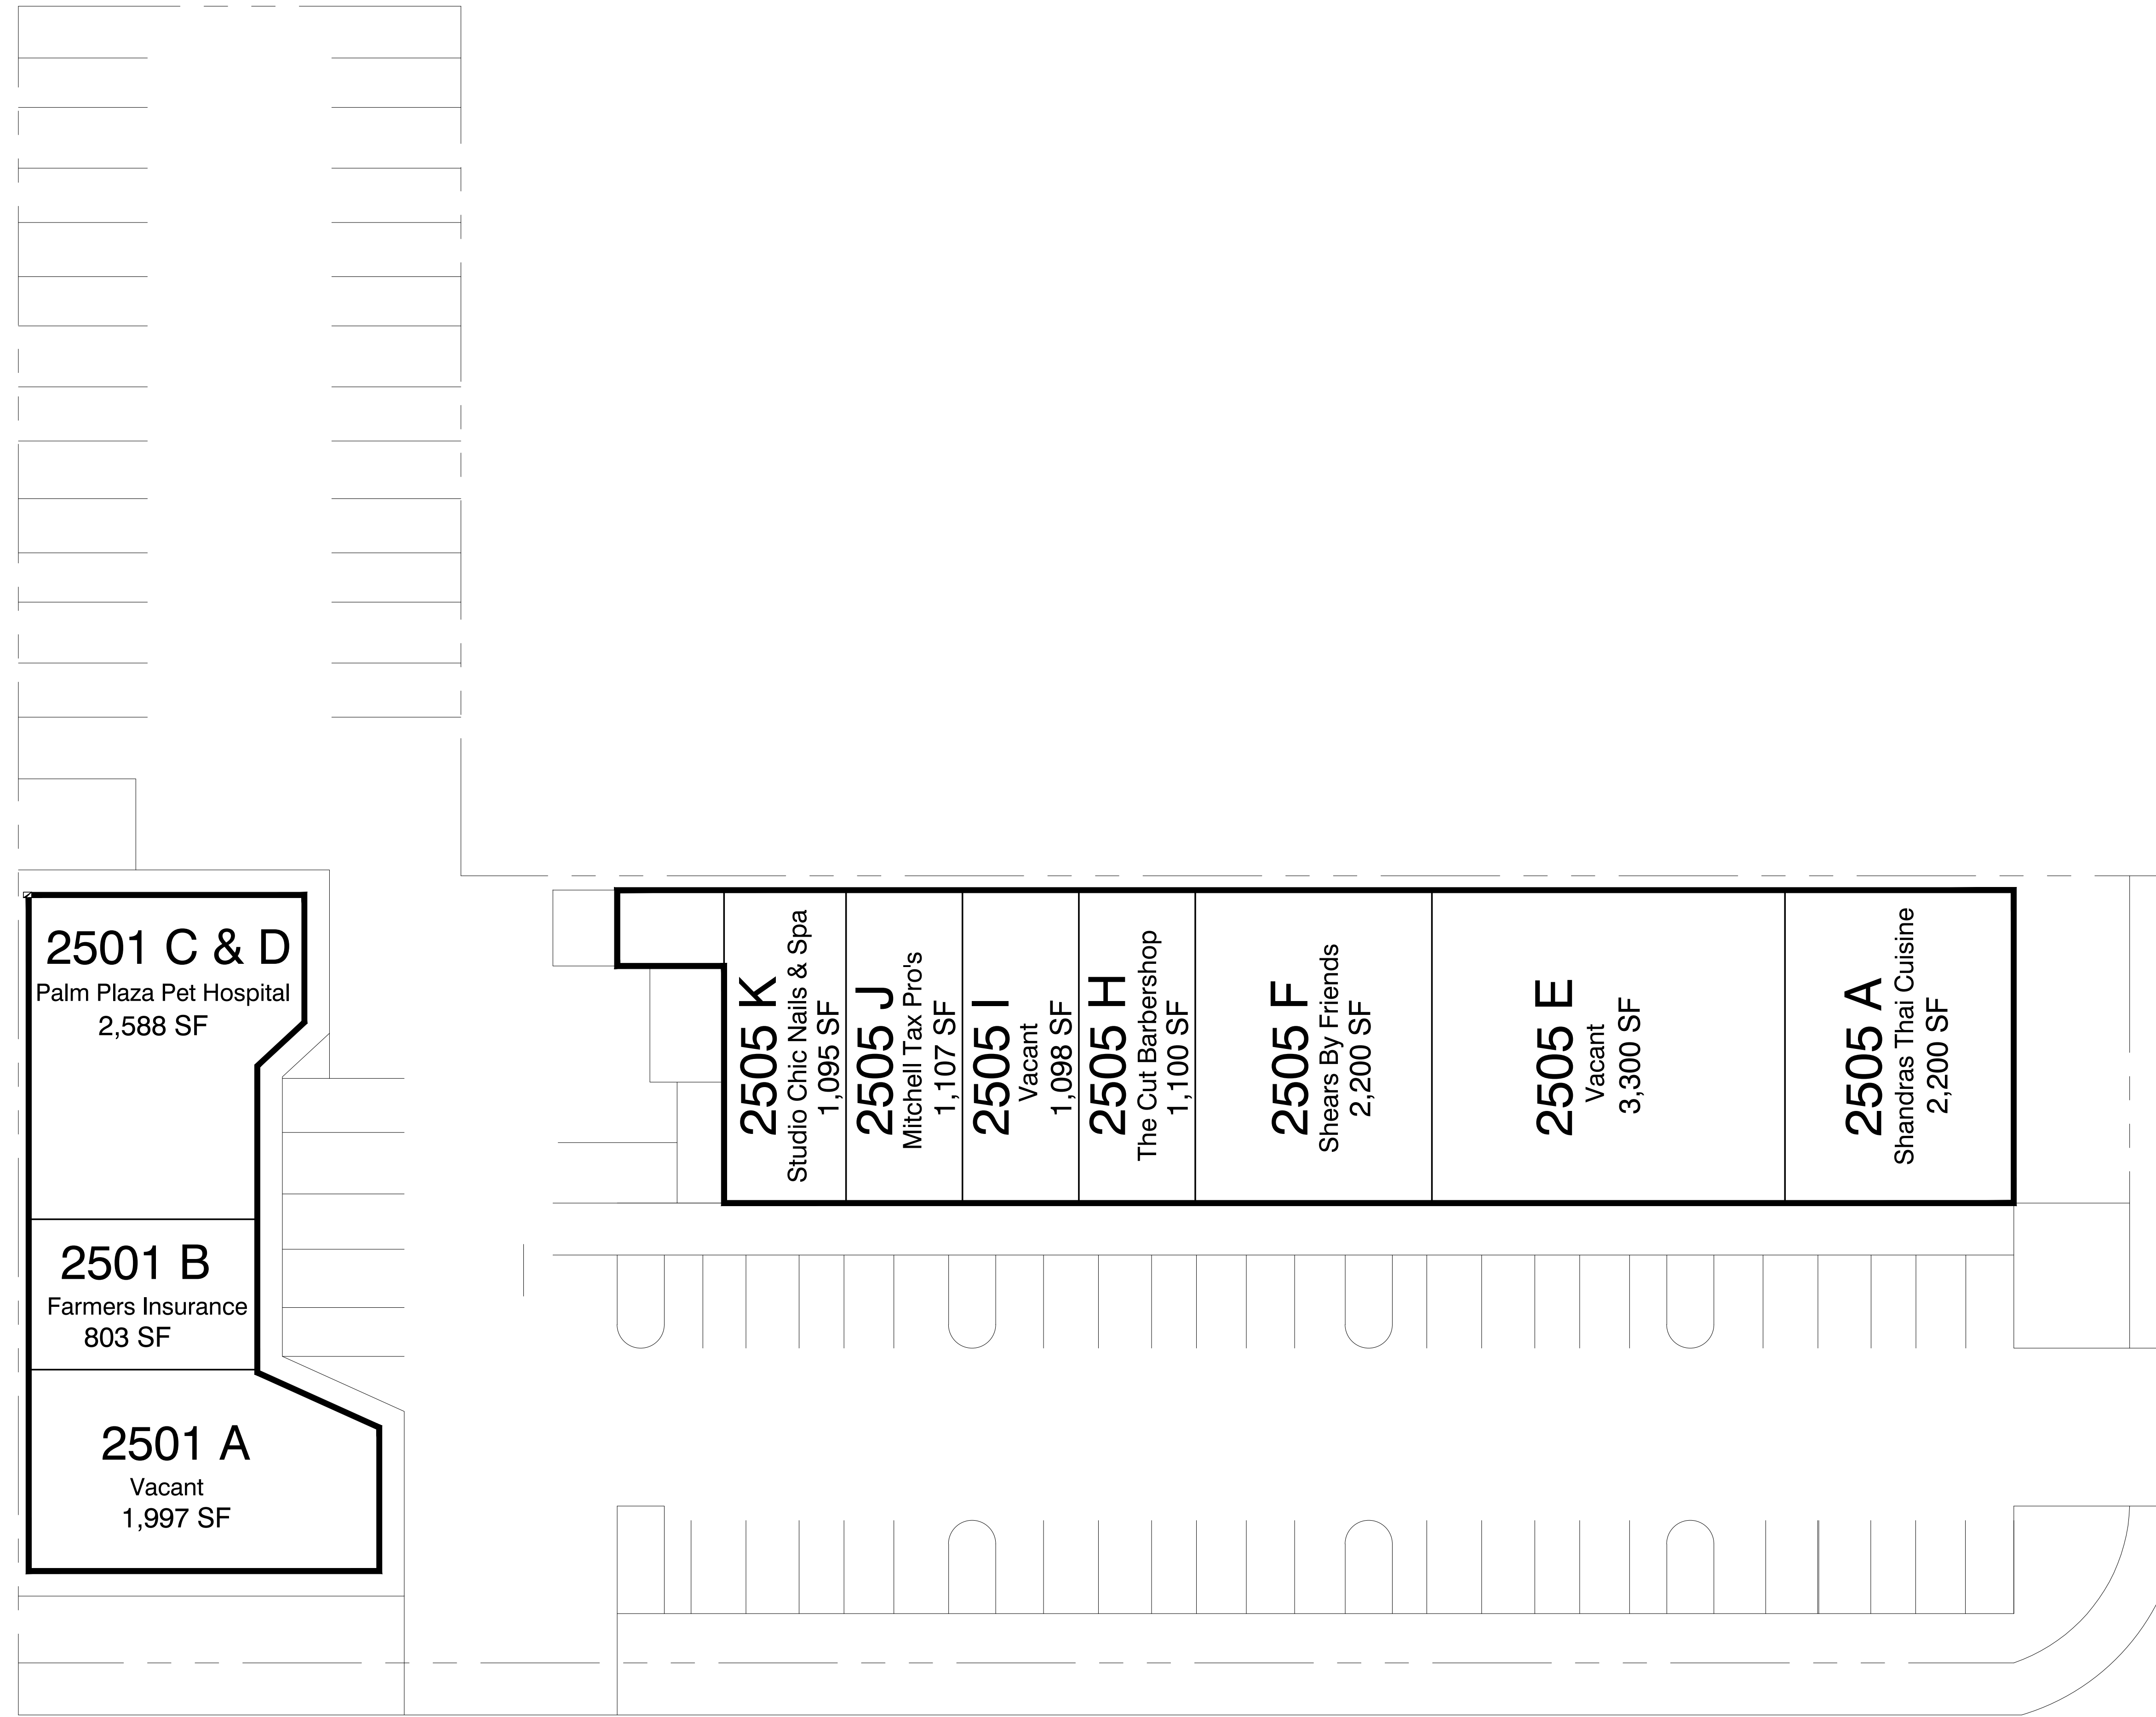 2501 C & D
Palm Plaza Pet Hospital
2,588 SF
2501 B
Farmers Insurance
803 SF
2501 A
Vacant
1,997 SF
2505 K
Studio Chic Nails & Spa
1,095 SF
2505 J
Mitchell Tax Pro's
1,107 SF
2505 I
Vacant
1,098 SF
2505 H
The Cut Barbershop
1,100 SF
2505 F
Shears By Friends
2,200 SF
2505 E
Vacant
3,300 SF
2505 A
Shandras Thai Cuisine
2,200 SF